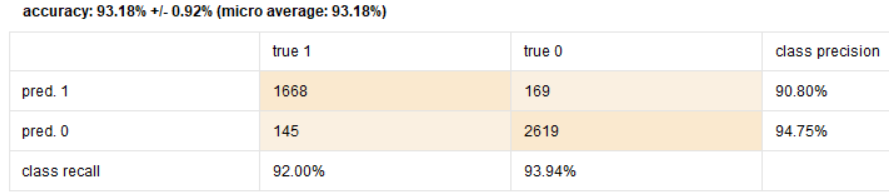 accuracy: 93.18% +/- 0.92% (micro average: 93.18%)
true 1 true 0 class precision
pred. 1 1668 169 90.80%
pred. 0 145 2619 94.75%
class recall 92.00% 93.94%